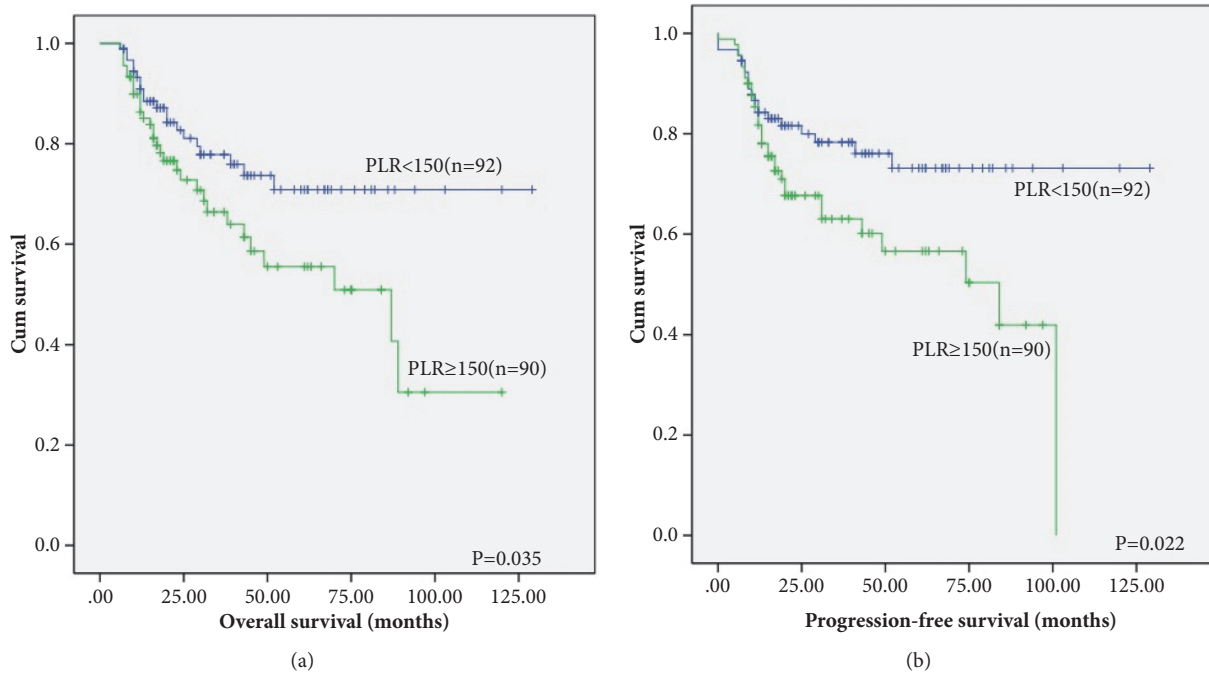 1.0
0.8
0.6
0.4
0.2
0.0
Cum survival
PLR<150(n=92)
PLR≥150(n=90)
P=0.035
.00 25.00 50.00 75.00 100.00 125.00
Overall survival (months)
(a)
1.0
0.8
0.6
0.4
0.2
0.0
Cum survival
PLR<150(n=92)
PLR≥150(n=90)
P=0.022
.00 25.00 50.00 75.00 100.00 125.00
Progression-free survival (months)
(b)